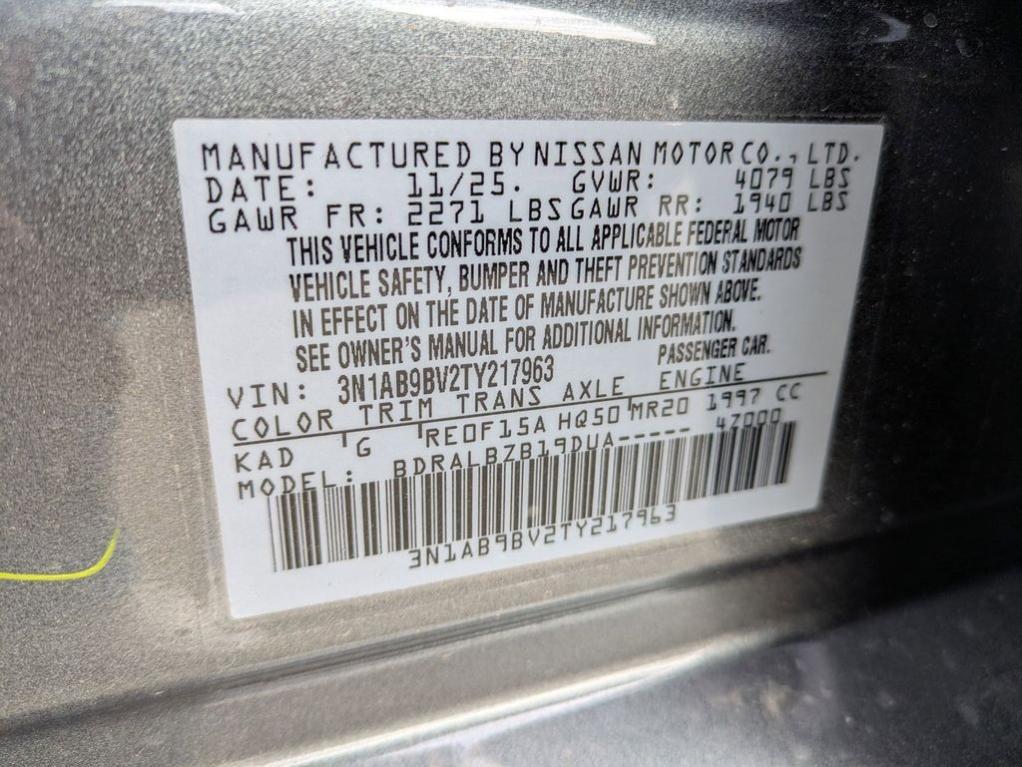 MANUFACTURED BY NISSAN MOTOR CO., LTD.
DATE: 11/25. GVWR: 4079 LBS
GAWR FR: 2271 LBS GAWR RR: 1940 LBS
THIS VEHICLE CONFORMS TO ALL APPLICABLE FEDERAL MOTOR
VEHICLE SAFETY, BUMPER AND THEFT PREVENTION STANDARDS
IN EFFECT ON THE DATE OF MANUFACTURE SHOWN ABOVE.
SEE OWNER'S MANUAL FOR ADDITIONAL INFORMATION.
VIN: 3N1AB9BV2TY217963 PASSENGER CAR.
COLOR TRIM TRANS AXLE ENGINE
KAD G RE0F15A HQ50 MR20 1997 CC
MODEL: BDRALBZB19DUA----- 47000
3N1AB9BV2TY217963